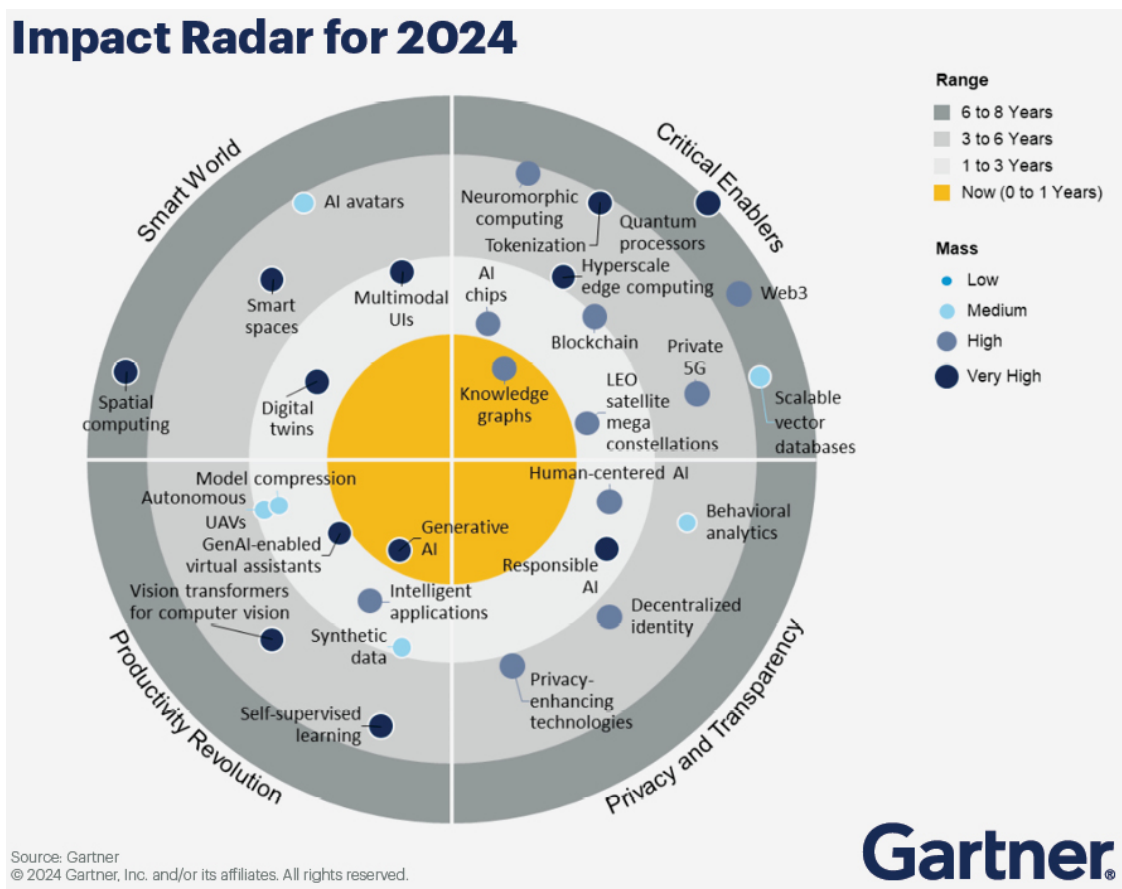 Impact Radar for 2024
Range
6 to 8 Years
3 to 6 Years
1 to 3 Years
Now (0 to 1 Years)
Mass
Low
Medium
High
Very High
Smart World
AI avatars
Smart
spaces
Multimodal
UIs
Spatial
computing
Digital
twins
Critical Enablers
Neuromorphic
computing
Tokenization
Quantum
processors
AI
chips
Hyperscale
edge computing
Web3
Blockchain
Private
5G
Knowledge
graphs
LEO
satellite
mega
constellations
Scalable
vector
databases
Model compression
Autonomous
UAVs
GenAI-enabled
virtual assistants
Generative
AI
Vision transformers
for computer vision
Intelligent
applications
Synthetic
data
Self-supervised
learning
Productivity Revolution
Human-centered AI
Behavioral
analytics
Responsible
AI
Decentralized
identity
Privacy-
enhancing
technologies
Privacy and Transparency
Source: Gartner
© 2024 Gartner, Inc. and/or its affiliates. All rights reserved.
Gartner®